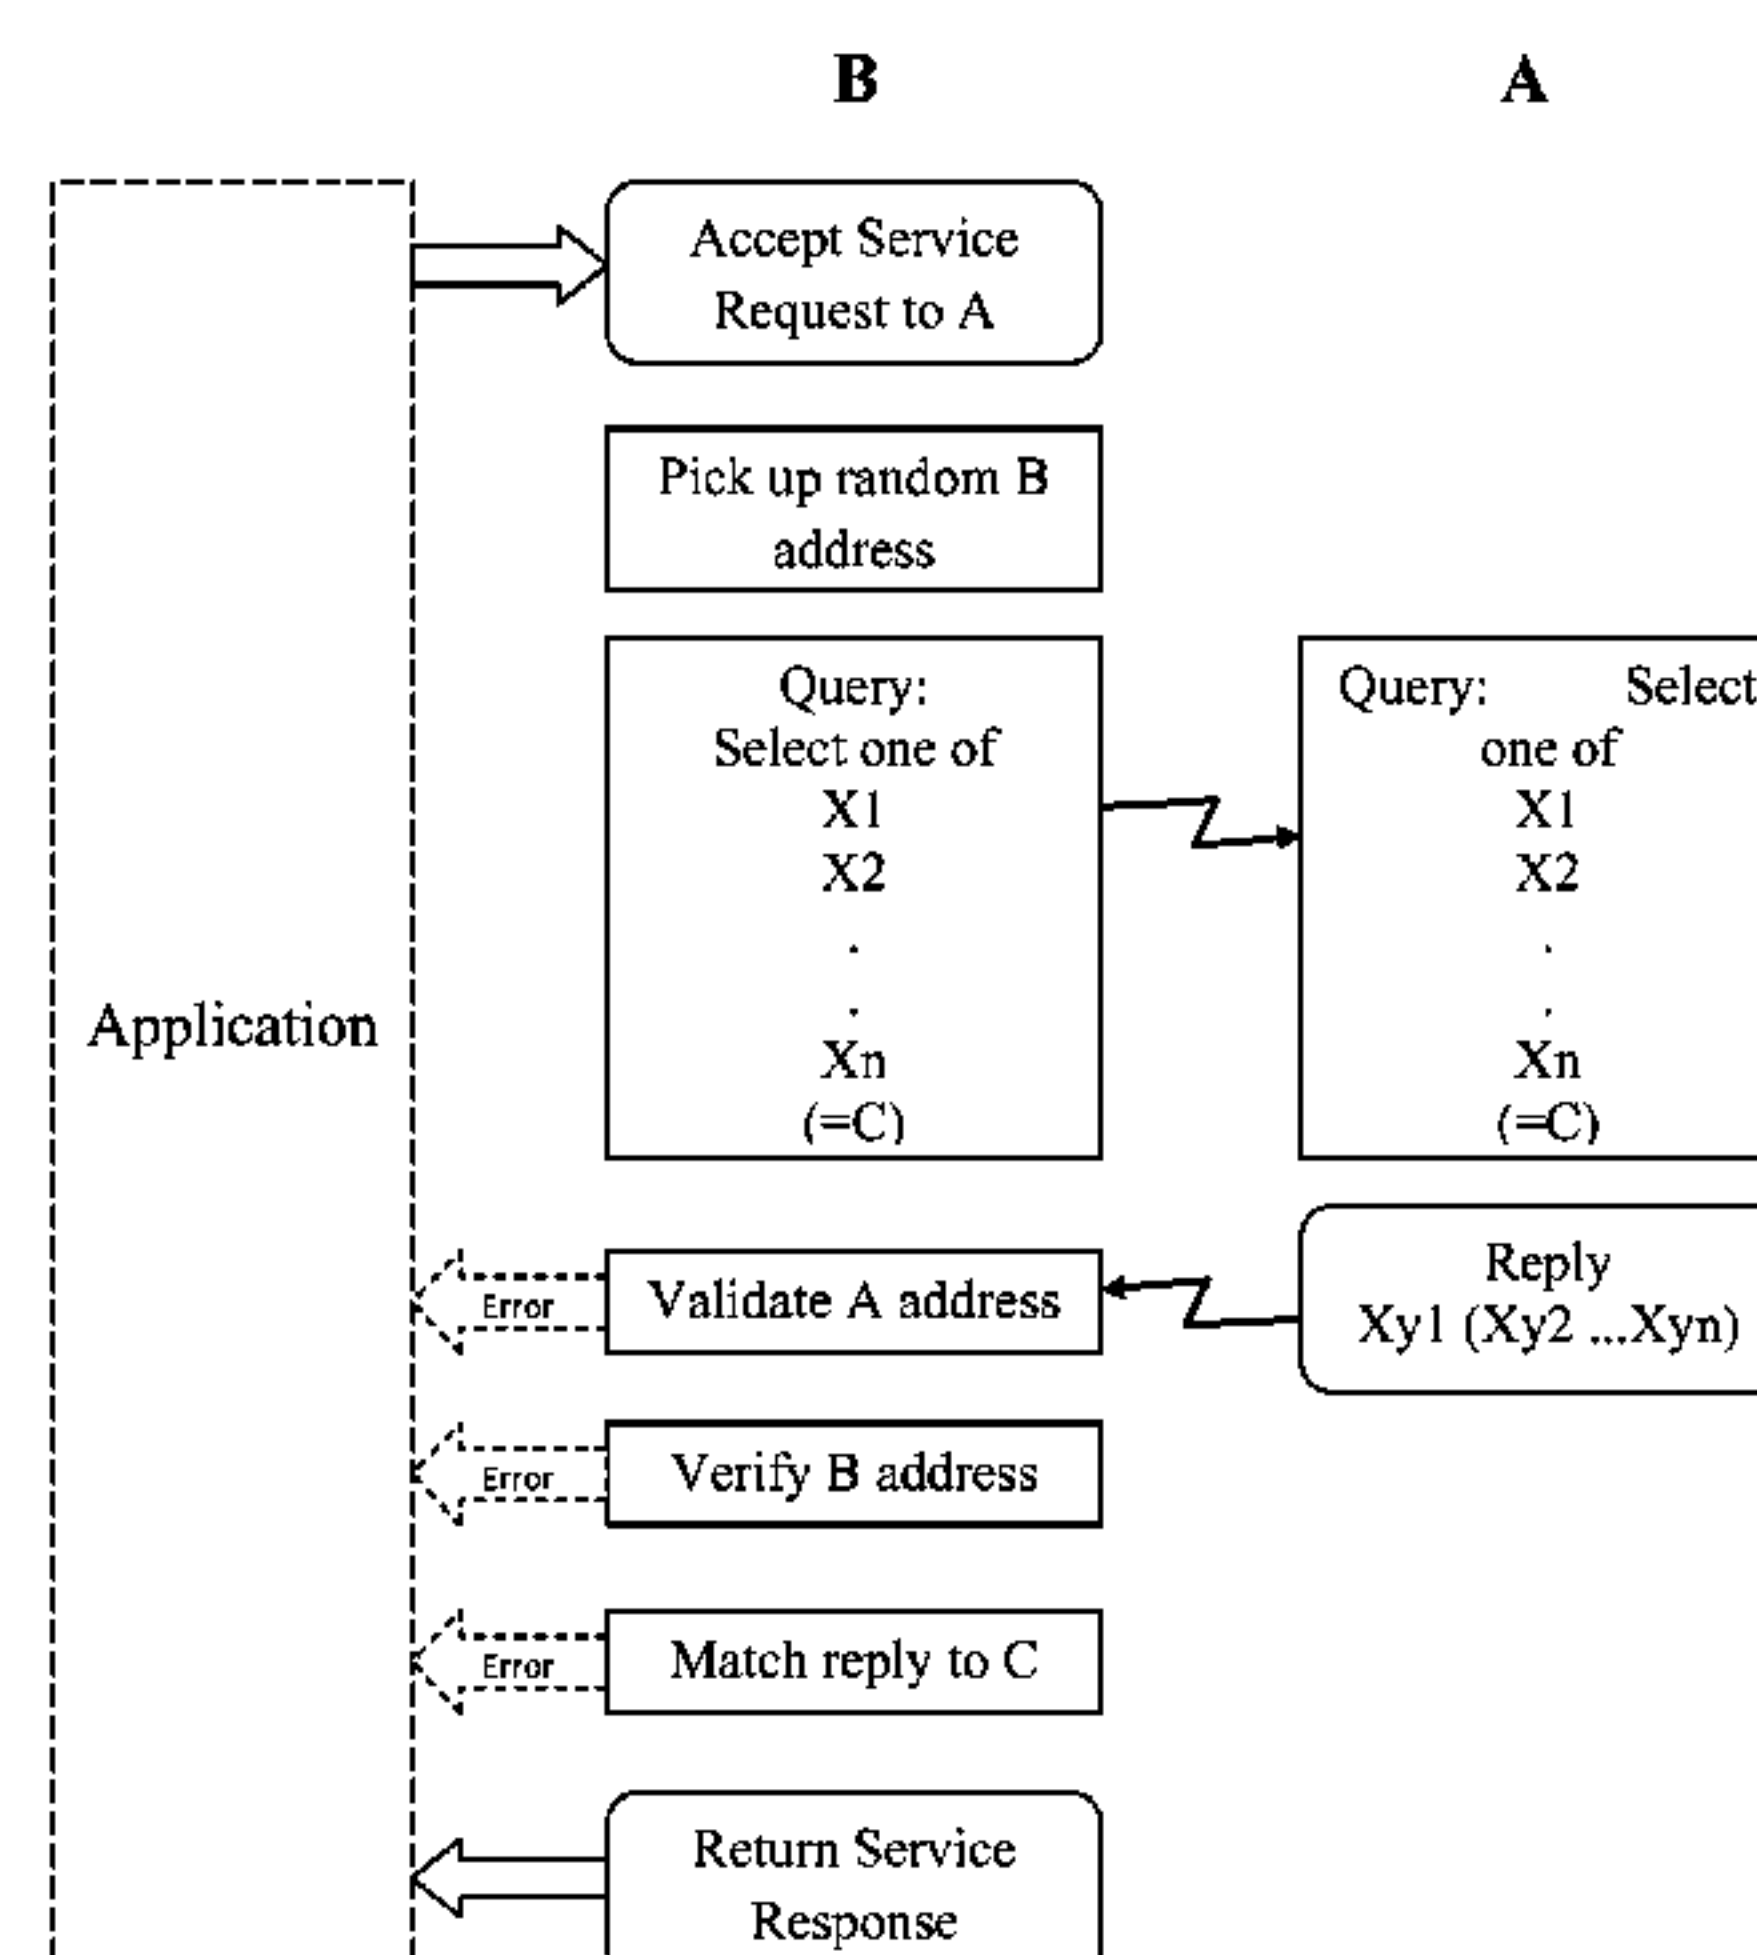 B
A
Accept Service
Request to A
Pick up random B
address
Query:
Select one of
X1
X2
.
.
Xn
(=C)
Query: Select
one of
X1
X2
.
.
Xn
(=C)
Application
Reply
Xy1 (Xy2 ...Xyn)
Error
Validate A address
Error
Verify B address
Error
Match reply to C
Return Service
Response